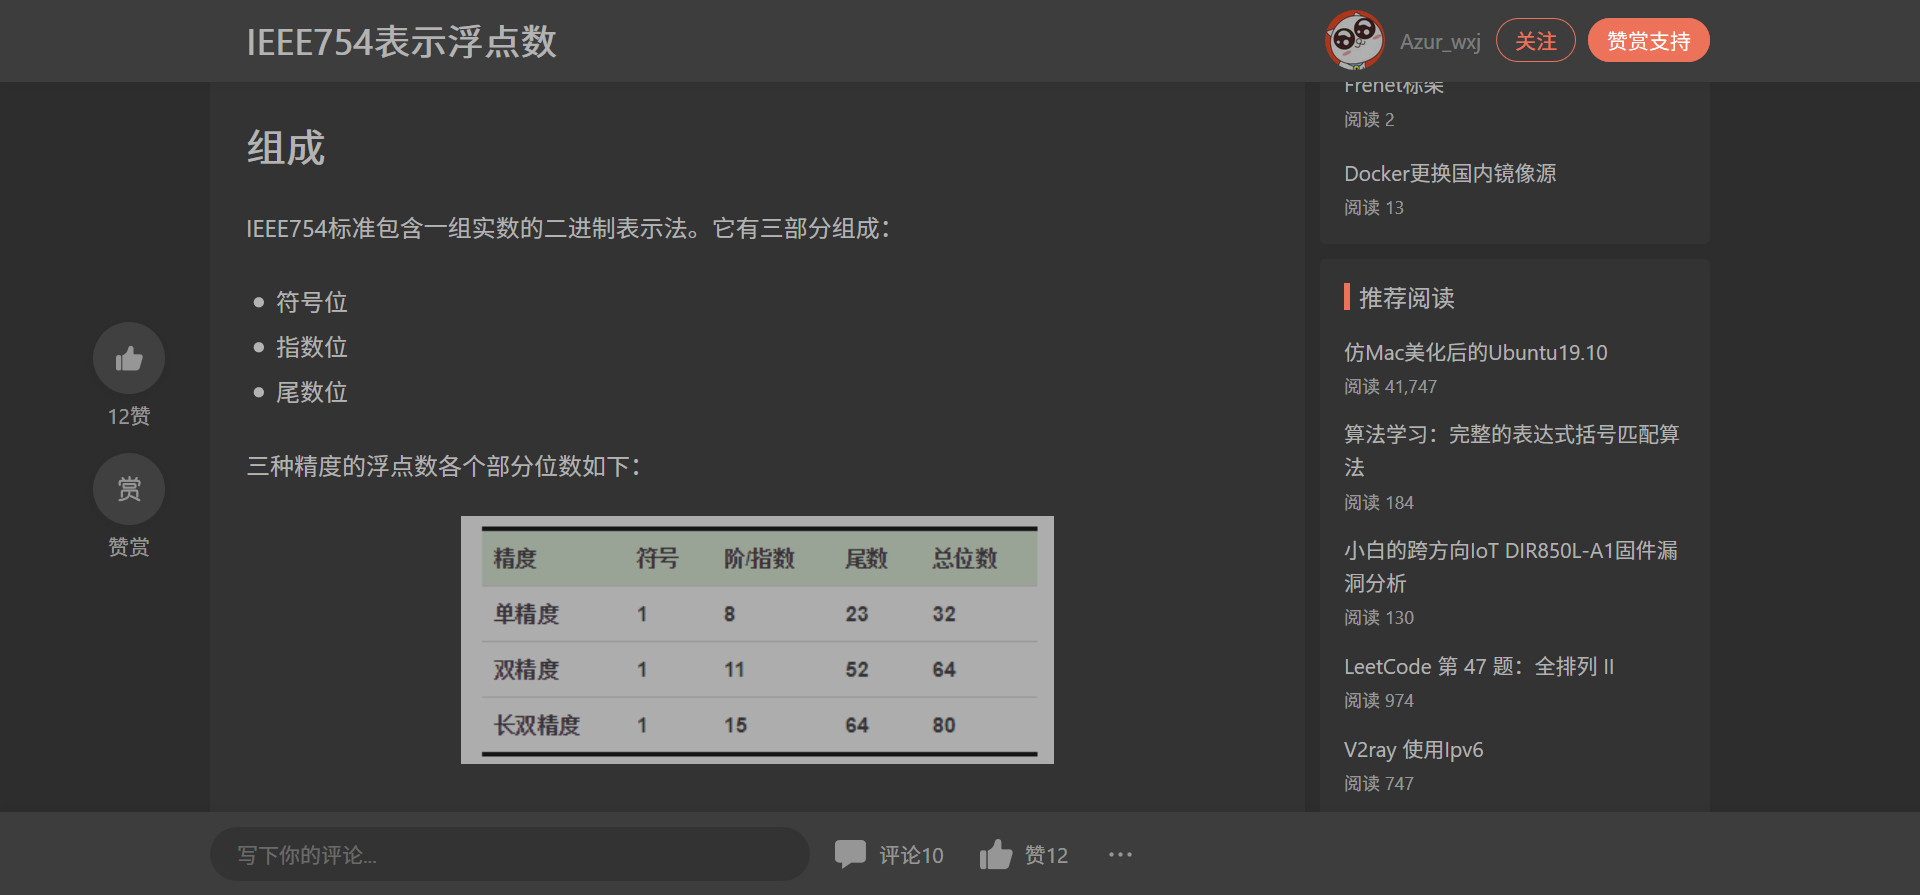 IEEE754表示浮点数
Azur_wxj
关注
赞赏支持
组成
IEEE754标准包含一组实数的二进制表示法。它有三部分组成：
符号位
指数位
尾数位
三种精度的浮点数各个部分位数如下：
精度 符号 阶/指数 尾数 总位数
单精度 1 8 23 32
双精度 1 11 52 64
长双精度 1 15 64 80
12赞
赏
赞赏
Frenet标架
阅读 2
Docker更换国内镜像源
阅读 13
推荐阅读
仿Mac美化后的Ubuntu19.10
阅读 41,747
算法学习：完整的表达式括号匹配算
法
阅读 184
小白的跨方向IoT DIR850L-A1固件漏
洞分析
阅读 130
LeetCode 第 47 题：全排列 II
阅读 974
V2ray 使用Ipv6
阅读 747
写下你的评论...
评论10
赞12